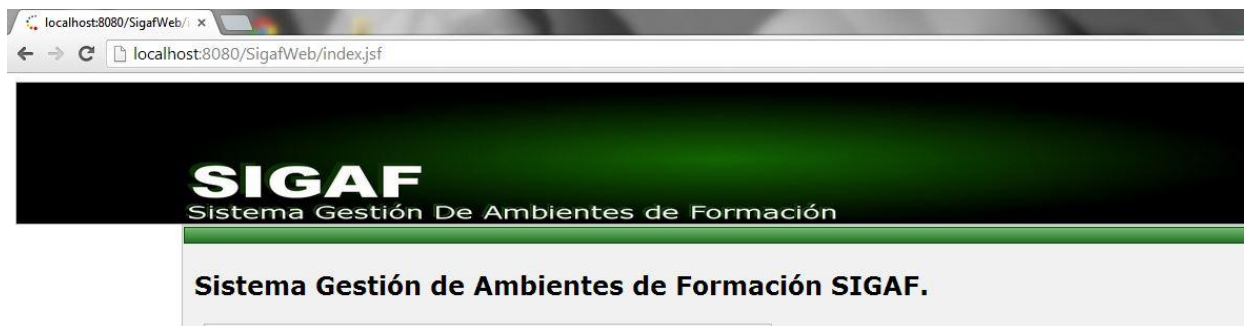 localhost:8080/SigafWeb/i
localhost:8080/SigafWeb/index.jsf
SIGAF
Sistema Gestión De Ambientes de Formación
Sistema Gestión de Ambientes de Formación SIGAF.